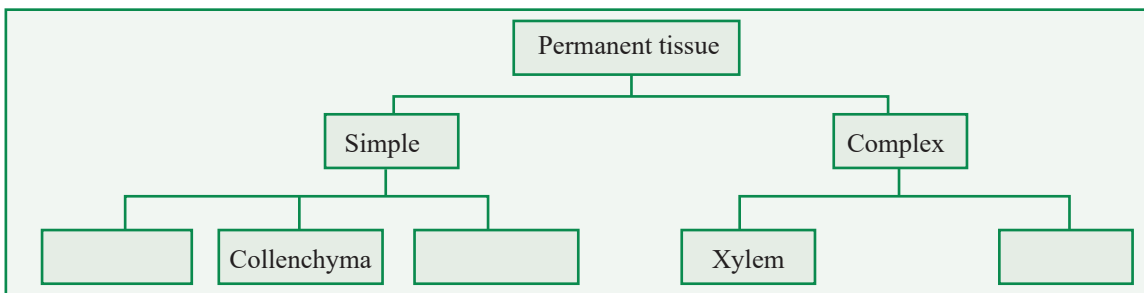 Permanent tissue
Simple
Complex
Collenchyma
Xylem